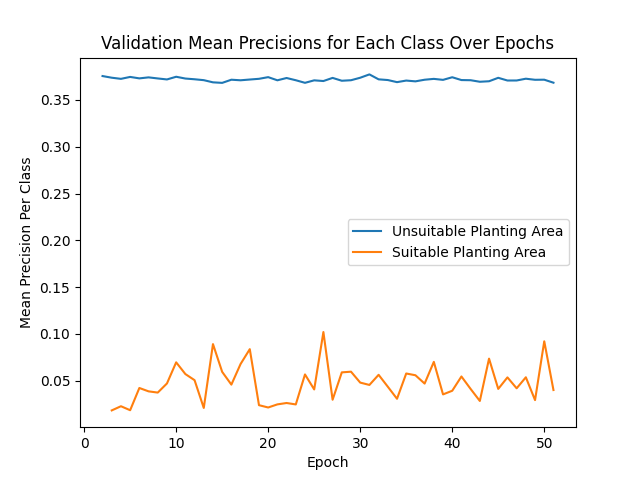 Validation Mean Precisions for Each Class Over Epochs
Mean Precision Per Class
0.35
0.30
0.25
0.20
0.15
0.10
0.05
Unsuitable Planting Area
Suitable Planting Area
0 10 20 30 40 50
Epoch